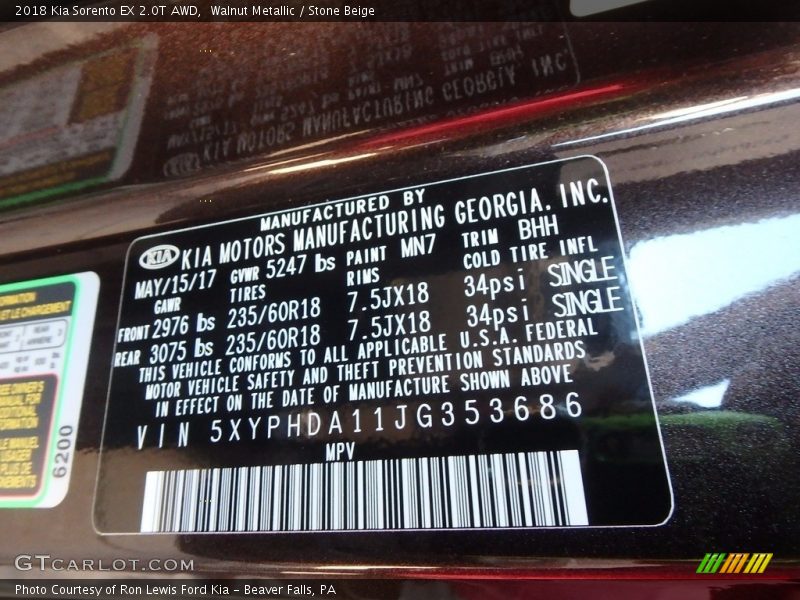 2018 Kia Sorento EX 2.0T AWD,  Walnut Metallic / Stone Beige
MANUFACTURED BY
KIA KIA MOTORS MANUFACTURING GEORGIA. INC.
MAY/15/17 GVWR 5247 lbs PAINT MN7 TRIM BHH
GAWR TIRES RIMS COLD TIRE INFL
FRONT 2976 lbs 235/60R18 7.5JX18 34psi SINGLE
REAR 3075 lbs 235/60R18 7.5JX18 34psi SINGLE
THIS VEHICLE CONFORMS TO ALL APPLICABLE U.S.A. FEDERAL
MOTOR VEHICLE SAFETY AND THEFT PREVENTION STANDARDS
IN EFFECT ON THE DATE OF MANUFACTURE SHOWN ABOVE
VIN 5XYPHDA11JG353686
MPV
6200
GTCARLOT.COM
Photo Courtesy of Ron Lewis Ford Kia - Beaver Falls, PA